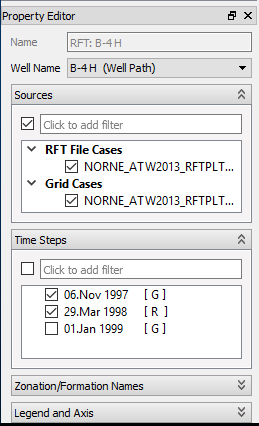 Property Editor
Name RFT: B-4 H
Well Name B-4 H (Well Path)
Sources
Click to add filter
RFT File Cases
NORNE_ATW2013_RFTPLT...
Grid Cases
NORNE_ATW2013_RFTPLT...
Time Steps
Click to add filter
06.Nov 1997 [ G ]
29.Mar 1998 [ R ]
01.Jan 1999 [ G ]
Zonation/Formation Names
Legend and Axis